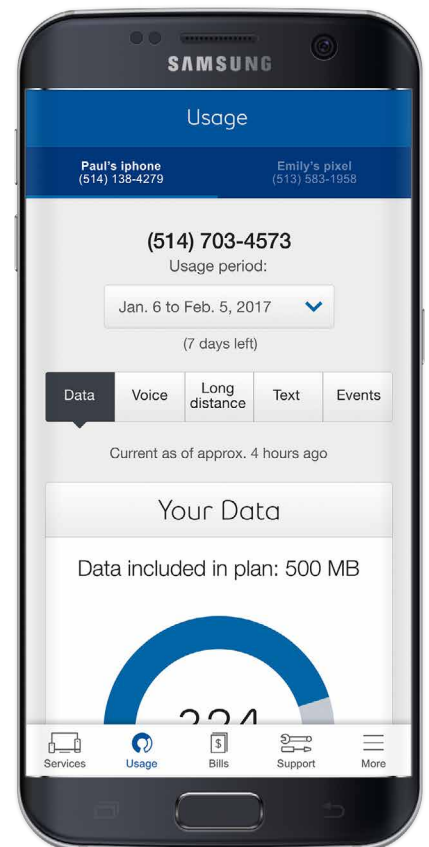 SAMSUNG
Usage
Paul's iphone
(514) 138-4279
Emily's pixel
(513) 583-1958
(514) 703-4573
Usage period:
Jan. 6 to Feb. 5, 2017
(7 days left)
Data
Voice
Long
distance
Text
Events
Current as of approx. 4 hours ago
Your Data
Data included in plan: 500 MB
Services
Usage
$
Bills
Support
More